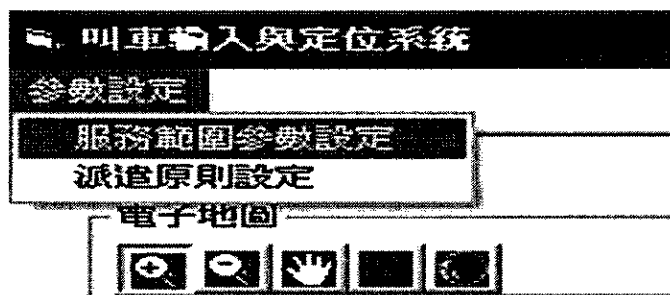 叫車輸入與定位系統
參數設定
服務範圍參數設定
派遣原則設定
電子地圖